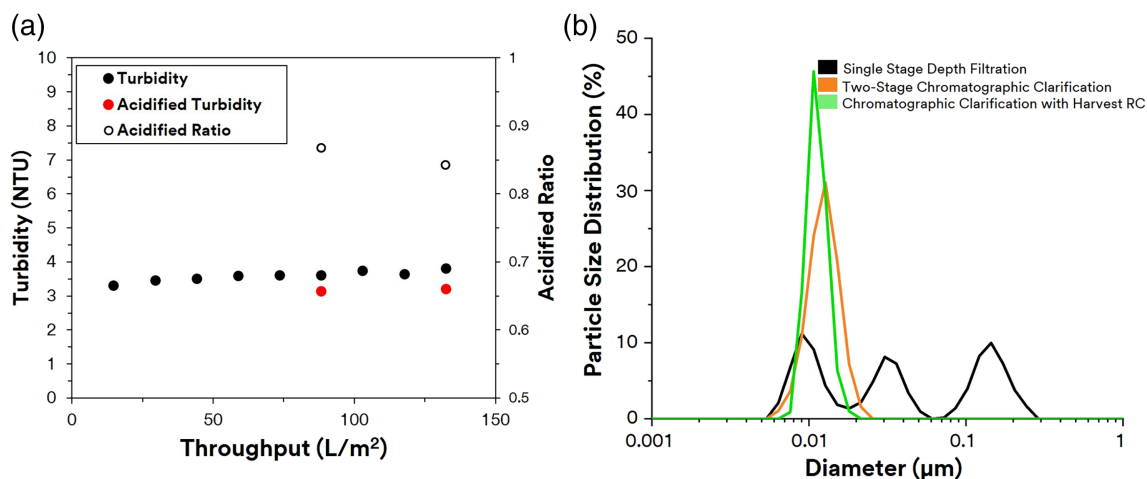 (a)
10
9
8
7
6
5
4
3
2
1
0
Turbidity (NTU)
Turbidity
Acidified Turbidity
Acidified Ratio
1
0.9
0.8
0.7
0.6
0.5
Acidified Ratio
0
50
100
150
Throughput (L/m²)
(b)
50
40
30
20
10
0
Particle Size Distribution (%)
Single Stage Depth Filtration
Two-Stage Chromatographic Clarification
Chromatographic Clarification with Harvest RC
0.001
0.01
0.1
1
Diameter (µm)